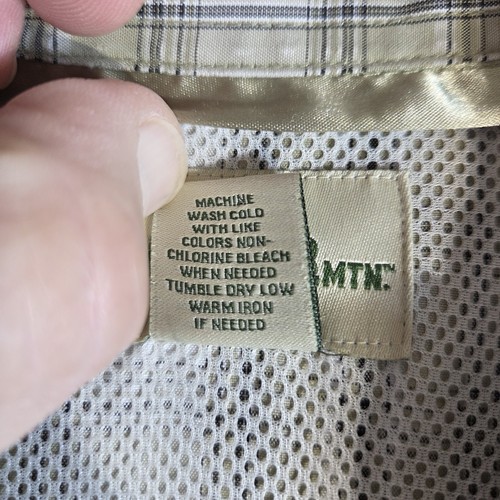 MACHINE
WASH COLD
WITH LIKE
COLORS NON-
CHLORINE BLEACH
WHEN NEEDED
TUMBLE DRY LOW
WARM IRON
IF NEEDED
MTN.™